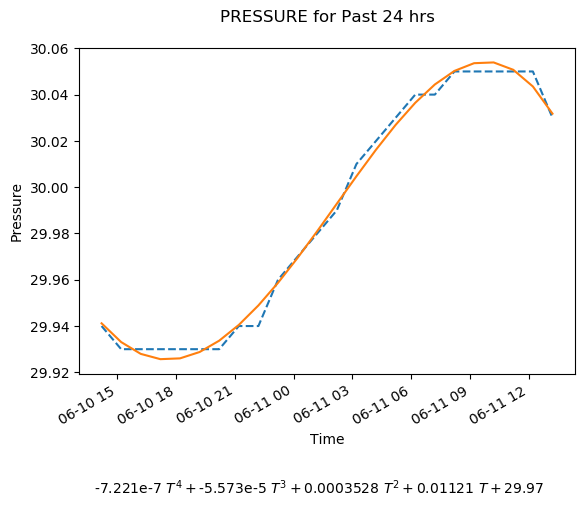 PRESSURE for Past 24 hrs
30.06
30.04
30.02
30.00
29.98
29.96
29.94
29.92
Pressure
06-10 15 06-10 18 06-10 21 06-11 00 06-11 03 06-11 06 06-11 09 06-11 12
Time
-7.221e-7 T⁴ + -5.573e-5 T³ + 0.0003528 T² + 0.01121 T + 29.97